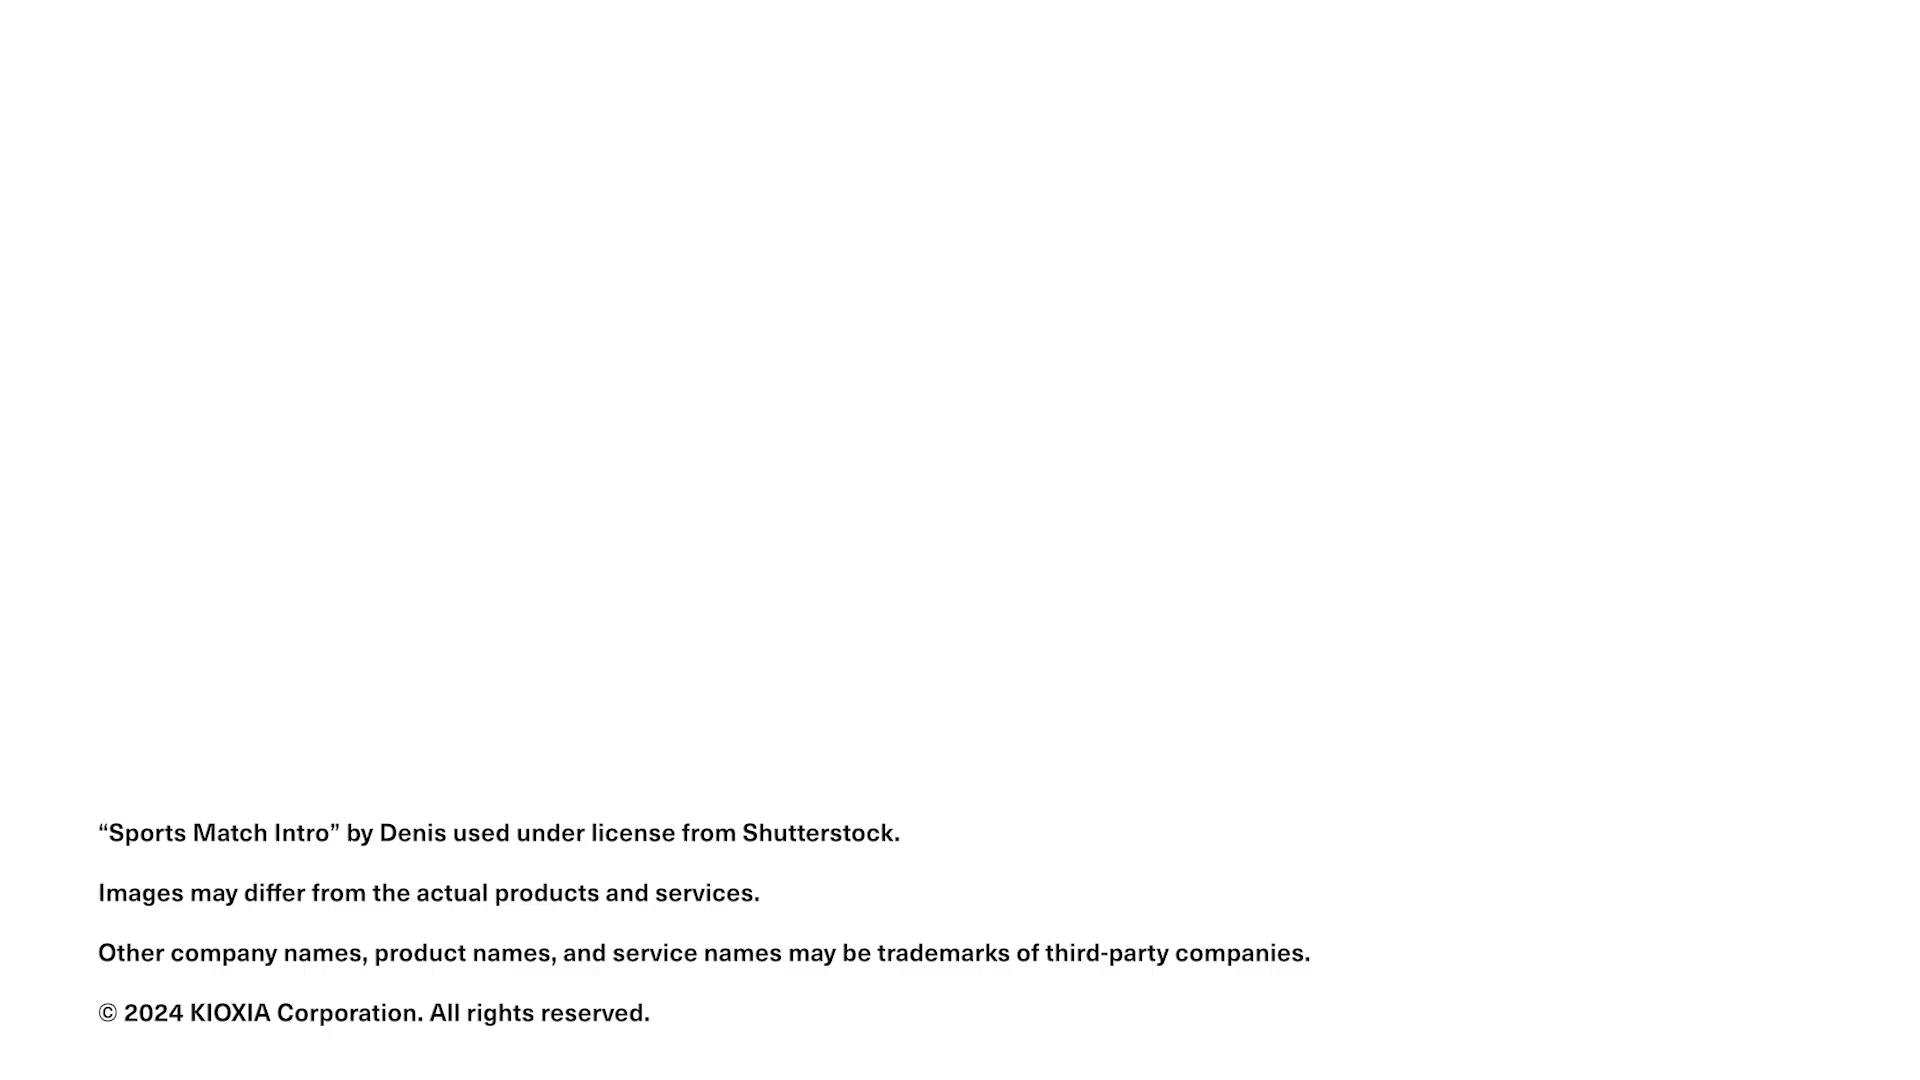 “Sports Match Intro” by Denis used under license from Shutterstock.
Images may differ from the actual products and services.
Other company names, product names, and service names may be trademarks of third-party companies.
© 2024 KIOXIA Corporation. All rights reserved.